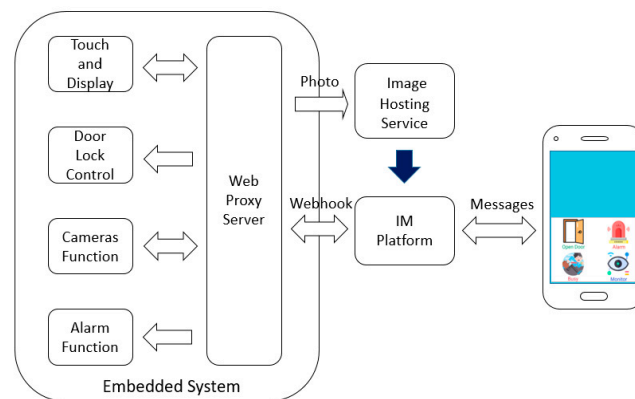 Touch
and
Display
Door
Lock
Control
Cameras
Function
Alarm
Function
Web
Proxy
Server
Embedded System
Photo
Image
Hosting
Service
Webhook
IM
Platform
Messages
Open Door
Alarm
Busy
Monitor